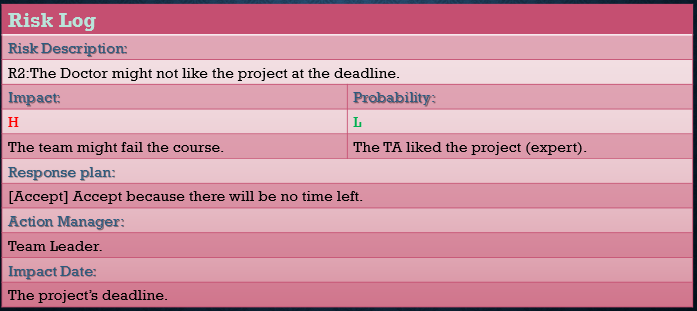 Risk Log
Risk Description:
R2:The Doctor might not like the project at the deadline.
Impact:
Probability:
H
L
The team might fail the course.
The TA liked the project (expert).
Response plan:
[Accept] Accept because there will be no time left.
Action Manager:
Team Leader.
Impact Date:
The project's deadline.